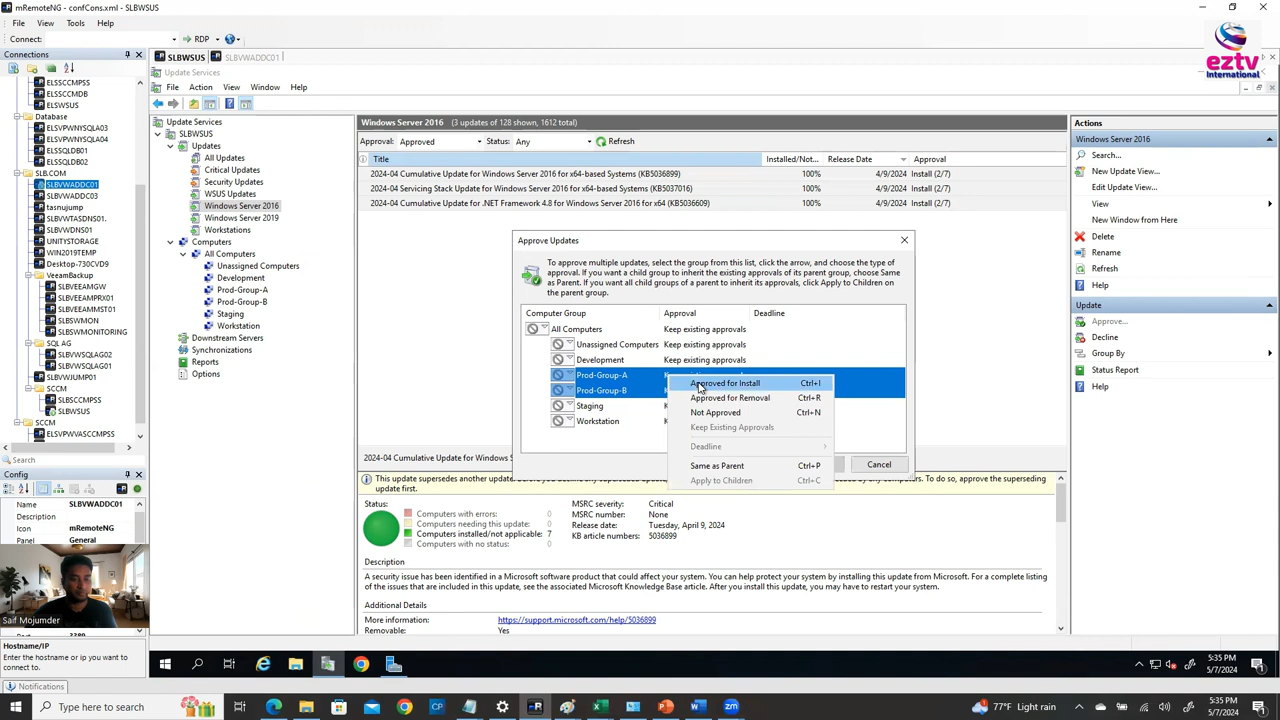 mRemoteNG - confCons.xml - SLBWSUS
File View Tools Help
Connect: RDP
eztv
International
Connections
ELSSCCMPSS
ELSSCCMDB
ELSWSUS
Database
ELSVPWNYSQLA03
ELSVPWNYSQLA04
ELSSQLDB01
ELSSQLDB02
SLB.COM
SLBVWADDC01
SLBVWADDC03
tasnujump
SLBVWTASDNS01.
SLBVWDNS01
UNITYSTORAGE
WIN2019TEMP
Desktop-730CVD9
VeeamBackup
SLBVEEAMGW
SLBVEEAMPRX01
SLBVEEAMMST01
SLBWSMON
SLBSWMONITORING
SQL AG
SLBVWSQLAG02
SLBVWSQLAG01
SLBVWJUMP01
SCCM
SLBSCCMPSS
SLBWSUS
SCCM
ELSVPWVASCCMPSS
Search
Config
Name SLBVWADDC01
Description
Icon mRemoteNG
Panel General
Saif Mojumder
Hostname/IP
Enter the hostname or ip you want to
connect to.
Notifications
SLBWSUS SLBVWADDC01
Update Services
File Action View Window Help
Update Services
SLBWSUS
Updates
All Updates
Critical Updates
Security Updates
WSUS Updates
Windows Server 2016
Windows Server 2019
Workstations
Computers
All Computers
Unassigned Computers
Development
Prod-Group-A
Prod-Group-B
Staging
Workstation
Downstream Servers
Synchronizations
Reports
Options
Windows Server 2016 (3 updates of 128 shown, 1612 total)
Approval: Approved Status: Any Refresh
Title Installed/Not... Release Date Approval
2024-04 Cumulative Update for Windows Server 2016 for x64-based Systems (KB5036899) 100% 4/9/2024 Install (2/7)
2024-04 Servicing Stack Update for Windows Server 2016 for x64-based Systems (KB5037016) 100% 4/9/2024 Install (2/7)
2024-04 Cumulative Update for .NET Framework 4.8 for Windows Server 2016 for x64 (KB5036609) 100% 4/9/2024 Install (2/7)
Approve Updates
To approve multiple updates, select the group from this list, click the arrow, and choose the type of
approval. If you want a child group to inherit the existing approvals of its parent group, choose Same
as Parent. If you want all child groups of a parent to inherit its approvals, click Apply to Children on
the parent group.
Computer Group Approval Deadline
All Computers Keep existing approvals
Unassigned Computers Keep existing approvals
Development Keep existing approvals
Prod-Group-A
Prod-Group-B
Staging
Workstation
Approved for Install Ctrl+I
Approved for Removal Ctrl+R
Not Approved Ctrl+N
Keep Existing Approvals
Deadline
Same as Parent Ctrl+P
Apply to Children Ctrl+C
Cancel
2024-04 Cumulative Update for Windows S
This update supersedes another update. Before you
approving the superseding
update first.
Status:
Computers with errors: 0
Computers needing this update: 0
Computers installed/not applicable: 7
Computers with no status: 0
MSRC severity: Critical
MSRC number: None
Release date: Tuesday, April 9, 2024
KB article numbers: 5036899
Description
A security issue has been identified in a Microsoft software product that could affect your system. You can help protect your system by installing this update from Microsoft. For a complete listing
of the issues that are included in this update, see the associated Microsoft Knowledge Base article. After you install this update, you may have to restart your system.
Additional Details
More information: https://support.microsoft.com/help/5036899
Removable: Yes
Actions
Windows Server 2016
Search...
New Update View...
Edit Update View...
View
New Window from Here
Delete
Rename
Refresh
Help
Update
Approve...
Decline
Group By
Status Report
Help
5:35 PM
5/7/2024
Type here to search
77°F Light rain
5:35 PM
5/7/2024